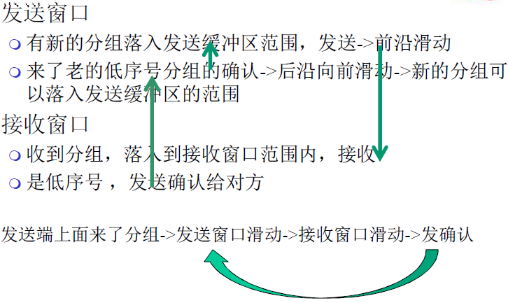 发送窗口
有新的分组落入发送缓冲区范围，发送->前沿滑动
来了老的低序号分组的确认->后沿向前滑动->新的分组可
以落入发送缓冲区的范围
接收窗口
收到分组，落入到接收窗口范围内，接收
是低序号，发送确认给对方
发送端上面来了分组->发送窗口滑动->接收窗口滑动->发确认